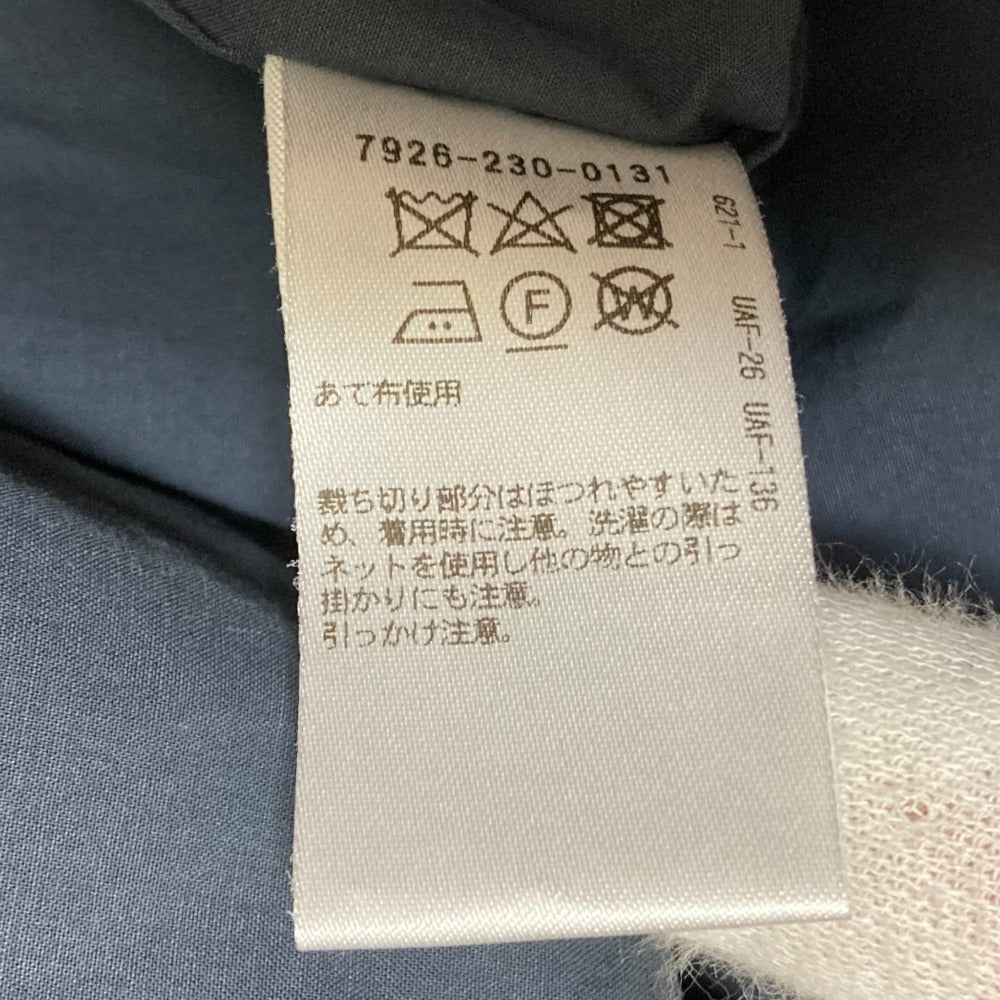 7926-230-0131
F
W
あて布使用
裁ち切り部分はほつれやすいた
め、着用時に注意。洗濯の際は
ネットを使用し他の物との引っ
掛かりにも注意。
引っかけ注意。
621-1 UAF-26 UAF-136